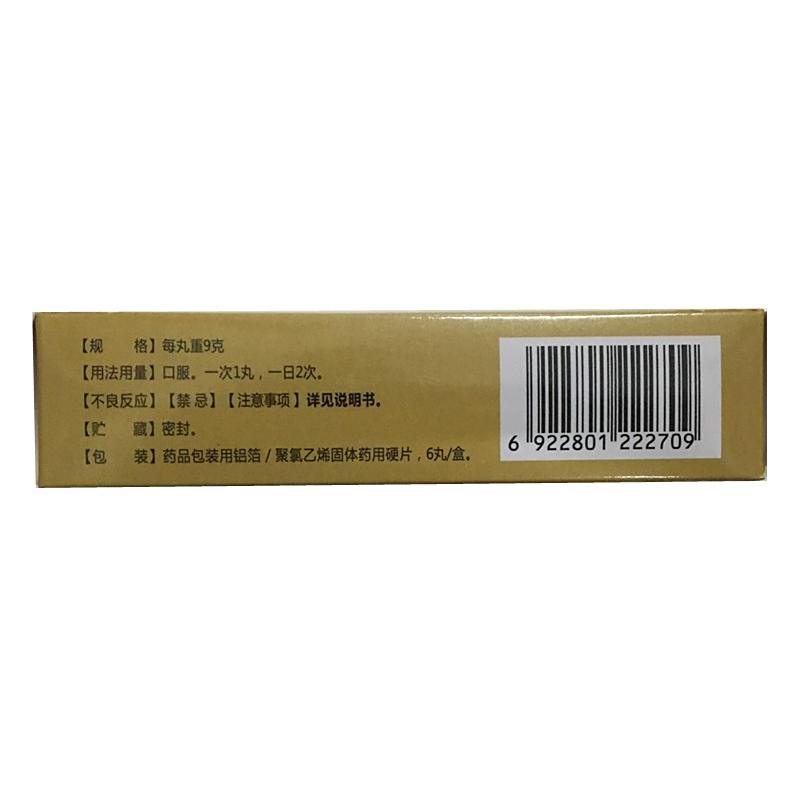 【规　　格】每丸重9克
【用法用量】口服。一次1丸，一日2次。
【不良反应】【禁 忌】【注意事项】详见说明书。
【贮　　藏】密封。
【包　　装】药品包装用铝箔 / 聚氯乙烯固体药用硬片，6丸/盒。
6 922801 222709